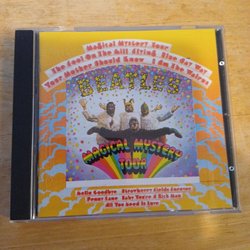 Magical Mystery Tour
The Fool On The Hill Flying Blue Jay Way
Your Mother Should Know I Am The Walrus
BEATLES
MAGICAL MYSTERY
TOUR
Hello Goodbye Strawberry Fields Forever
Penny Lane Baby You're A Rich Man
All You Need Is Love